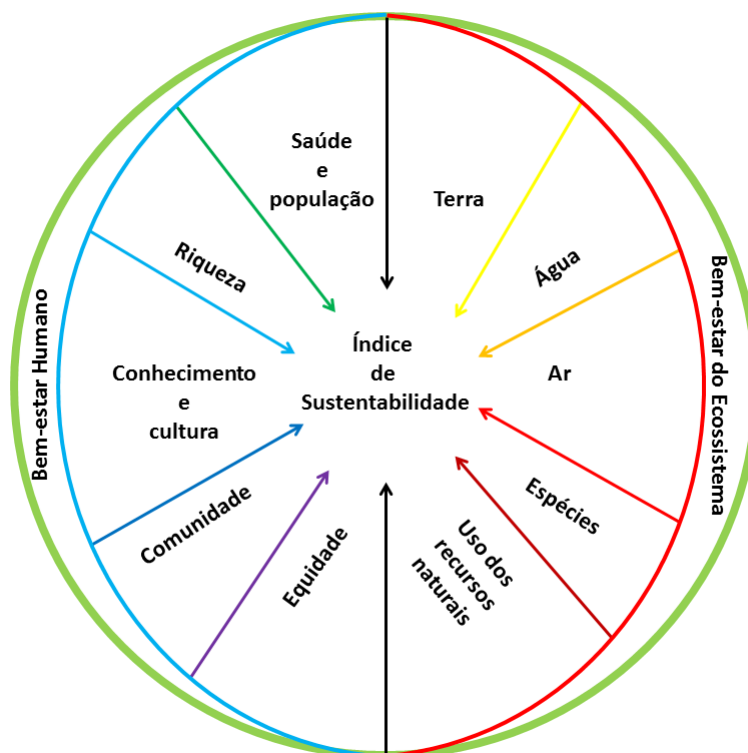 Saúde
e
população
Terra
Riqueza
Água
Bem-estar Humano
Bem-estar do Ecossistema
Índice
de
Sustentabilidade
Conhecimento
e
cultura
Ar
Comunidade
Espécies
Equidade
Uso dos
recursos
naturais